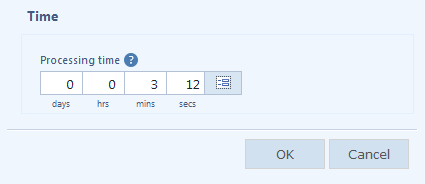 Time
Processing time ?
0 0 3 12
days hrs mins secs
OK Cancel